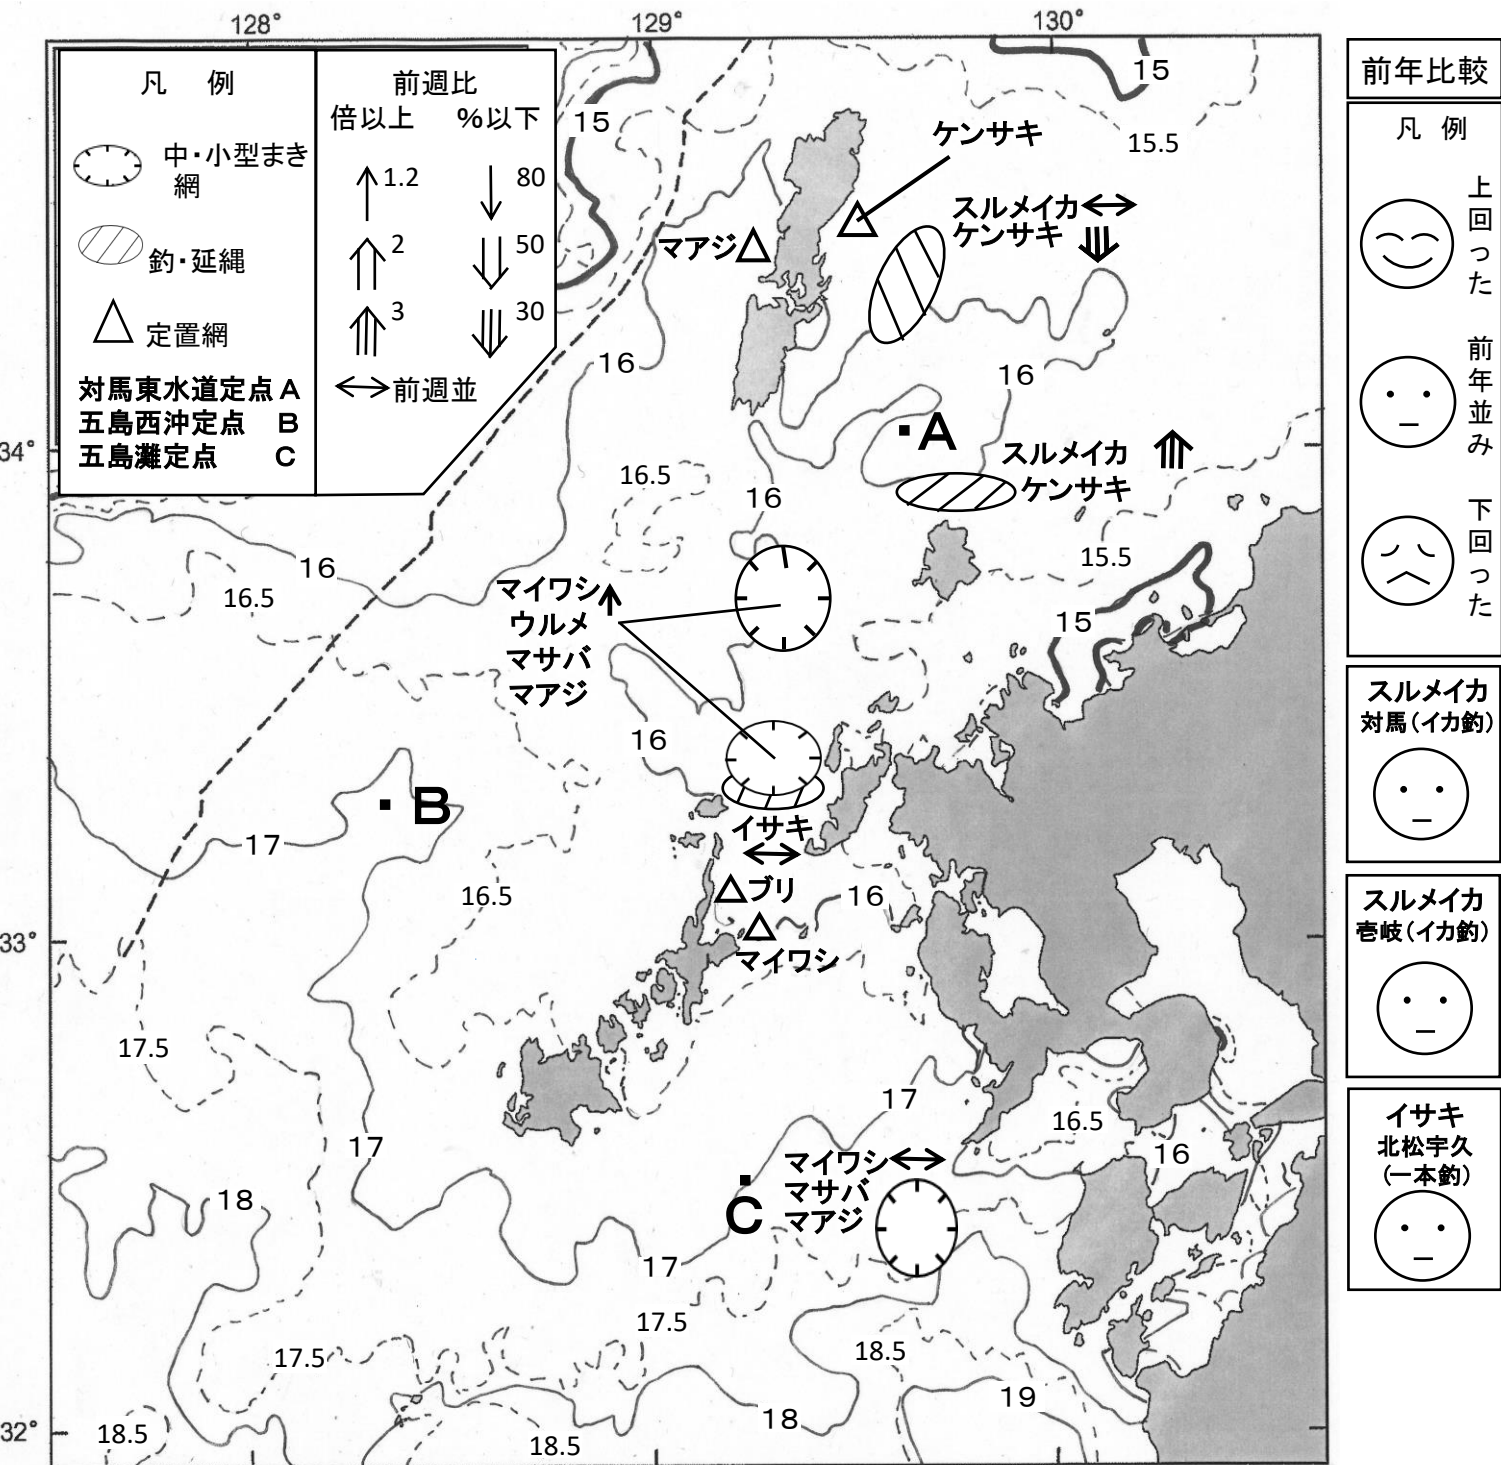 128°
129°
130°
34°
33°
32°
凡 例
中・小型まき
網
釣・延縄
定置網
対馬東水道定点 A
五島西沖定点 B
五島灘定点 C
前週比
倍以上 %以下
1.2 80
2 50
3 30
前週並
15
15
15.5
ケンサキ
スルメイカ
ケンサキ
マアジ
16
16
A
スルメイカ
ケンサキ
16.5
16
15.5
16
16.5
マイワシ
ウルメ
マサバ
マアジ
15
16
B
17
イサキ
ブリ
16
16.5
マイワシ
17.5
17
16.5
17
16
マイワシ
マサバ
マアジ
C
18
17
17.5
17.5
18.5
19
18
18.5
18.5
前年比較
凡 例
上回った
前年並み
下回った
スルメイカ
対馬(イカ釣)
スルメイカ
壱岐(イカ釣)
イサキ
北松宇久
(一本釣)